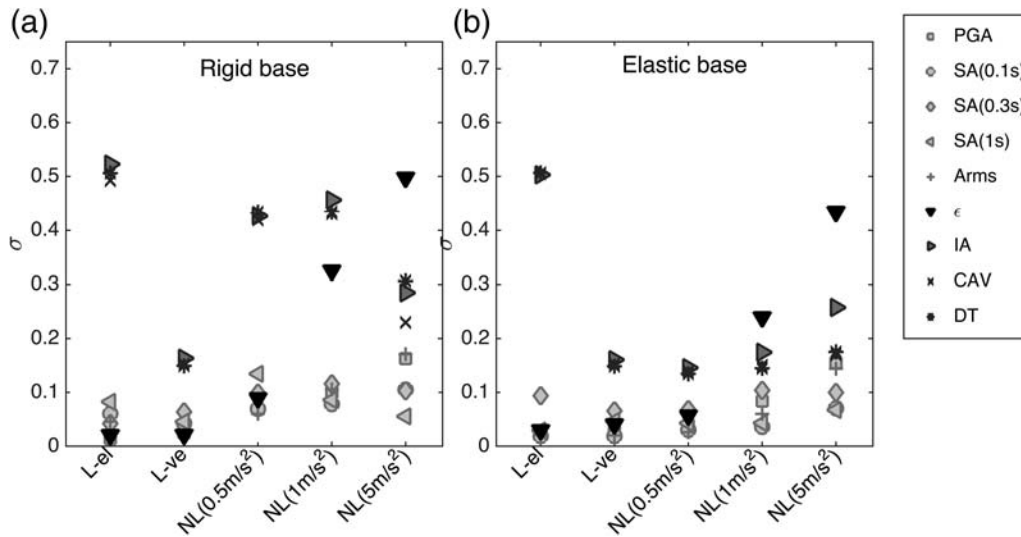 (a)
Rigid base
0.7
0.6
0.5
0.4
0.3
0.2
0.1
0
σ
L-el
L-ve
NL(0.5m/s²)
NL(1m/s²)
NL(5m/s²)
(b)
Elastic base
0.7
0.6
0.5
0.4
0.3
0.2
0.1
0
σ
L-el
L-ve
NL(0.5m/s²)
NL(1m/s²)
NL(5m/s²)
PGA
SA(0.1s)
SA(0.3s)
SA(1s)
Arms
ϵ
IA
CAV
DT